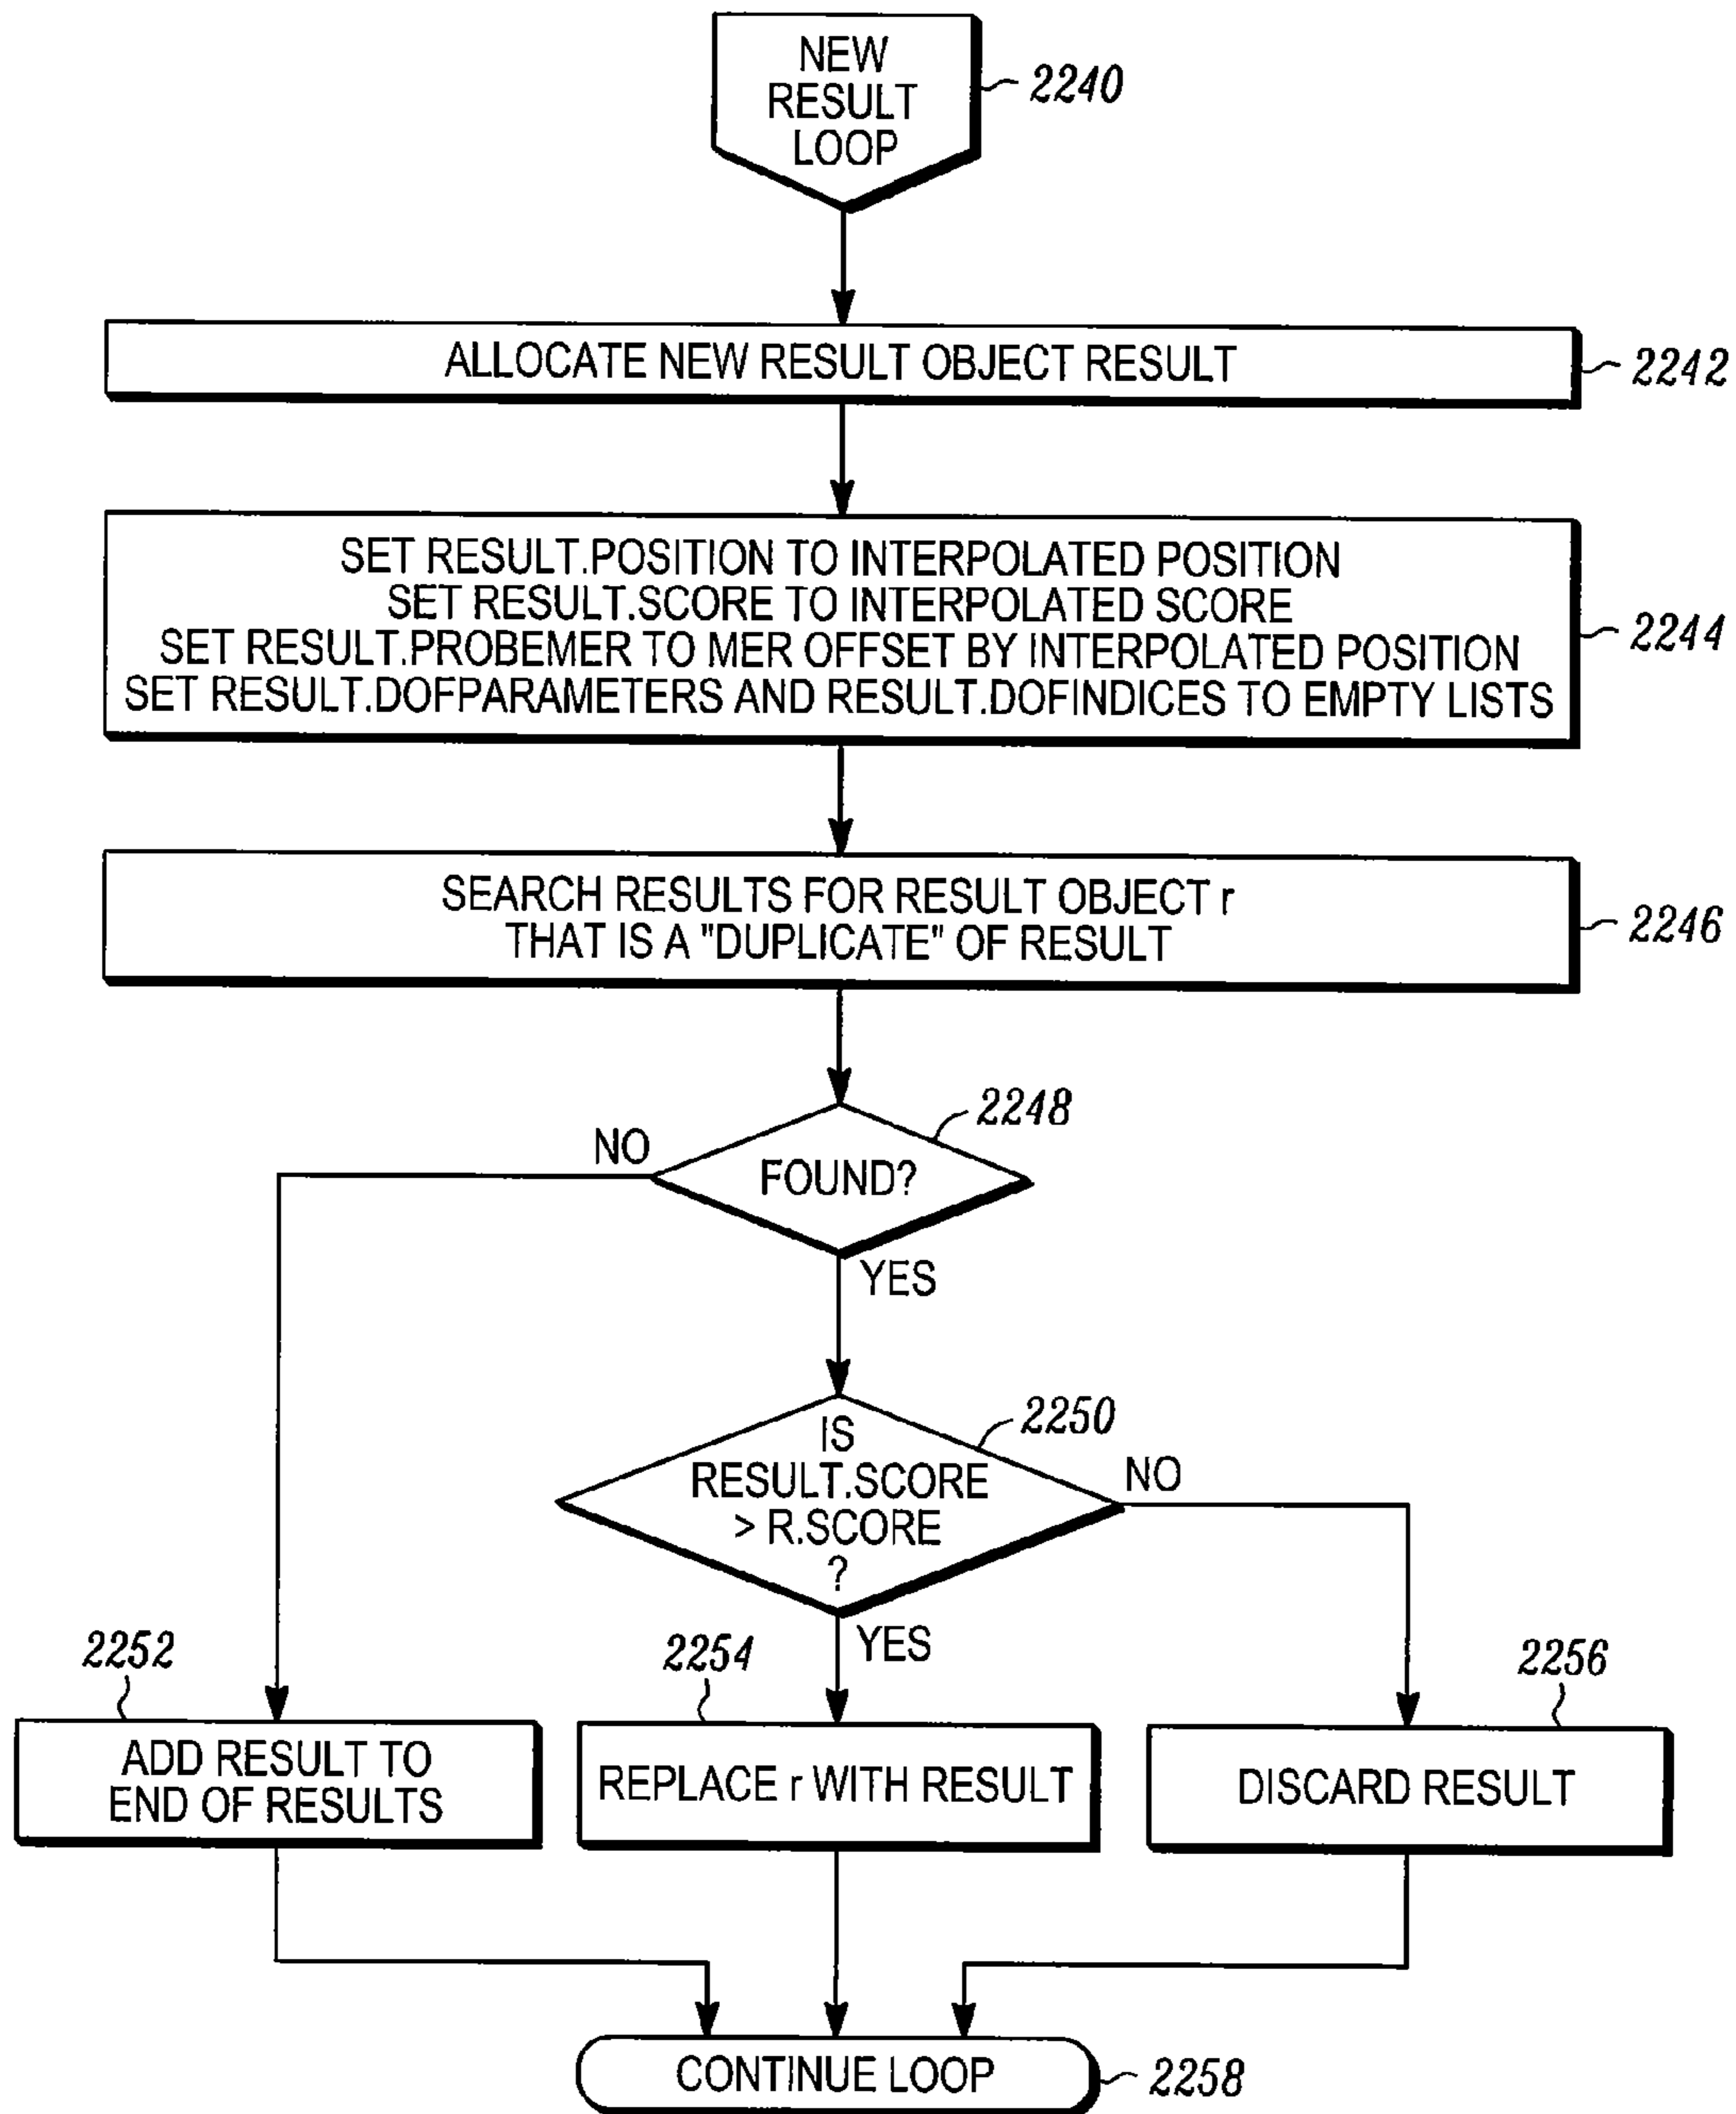 NEW
RESULT
LOOP
2240
ALLOCATE NEW RESULT OBJECT RESULT
2242
SET RESULT.POSITION TO INTERPOLATED POSITION
SET RESULT.SCORE TO INTERPOLATED SCORE
SET RESULT.PROBEMER TO MER OFFSET BY INTERPOLATED POSITION
SET RESULT.DOFPARAMETERS AND RESULT.DOFINDICES TO EMPTY LISTS
2244
SEARCH RESULTS FOR RESULT OBJECT r
THAT IS A "DUPLICATE" OF RESULT
2246
2248
NO
FOUND?
YES
2250
IS
RESULT.SCORE
> R.SCORE
?
NO
YES
2252
ADD RESULT TO
END OF RESULTS
2254
REPLACE r WITH RESULT
2256
DISCARD RESULT
CONTINUE LOOP
2258